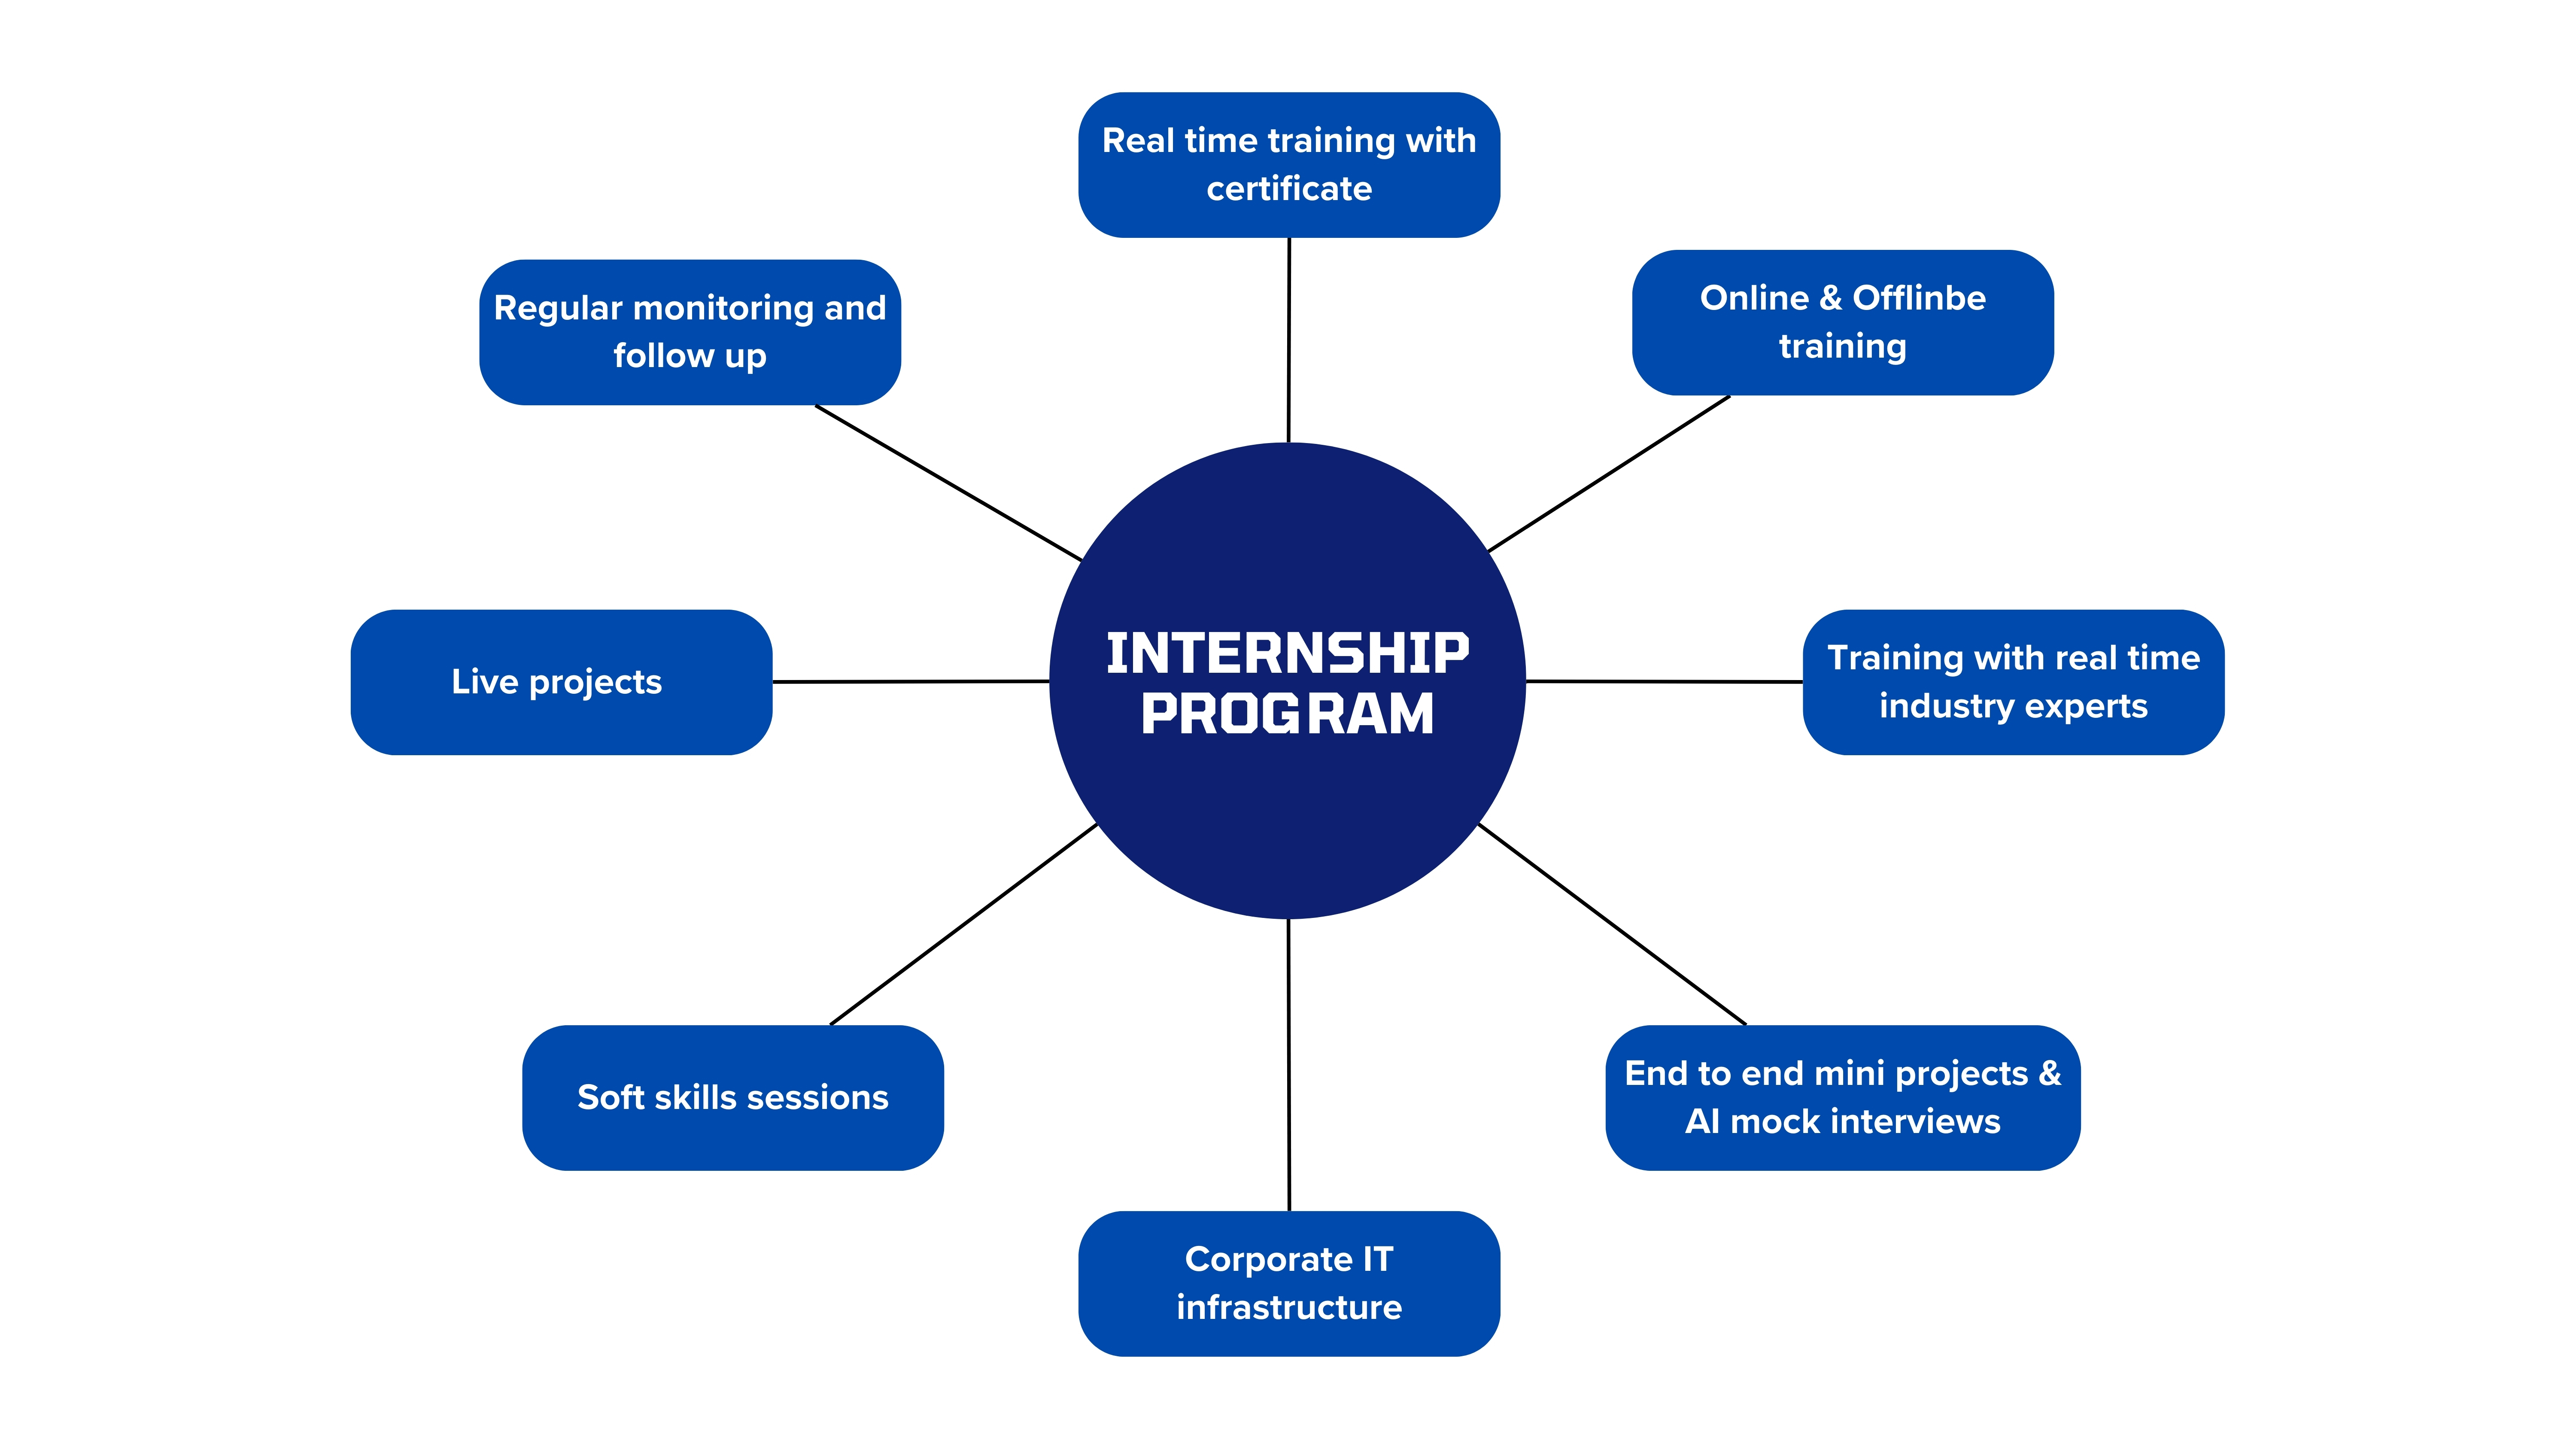 Real time training with
certificate
Online & Offlinbe
training
Regular monitoring and
follow up
INTERNSHIP
PROGRAM
Live projects
Training with real time
industry experts
Soft skills sessions
End to end mini projects &
AI mock interviews
Corporate IT
infrastructure